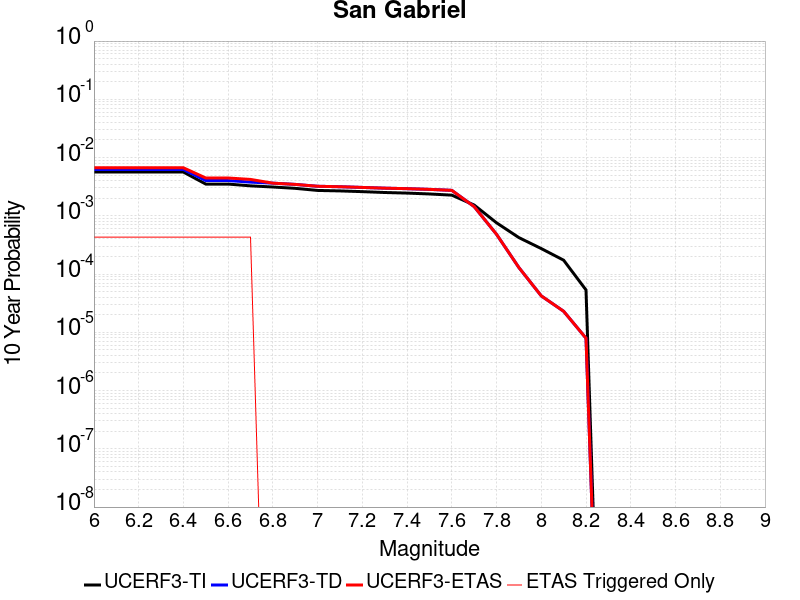 San Gabriel
10^0
10^-1
10^-2
10^-3
10^-4
10^-5
10^-6
10^-7
10^-8
10 Year Probability
6 6.2 6.4 6.6 6.8 7 7.2 7.4 7.6 7.8 8 8.2 8.4 8.6 8.8 9
Magnitude
UCERF3-TI UCERF3-TD UCERF3-ETAS ETAS Triggered Only